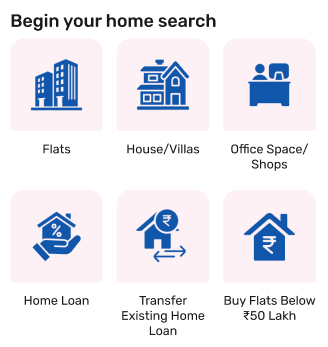 Begin your home search
Flats
House/Villas
Office Space/
Shops
%
₹
₹
Home Loan
Transfer
Existing Home
Loan
Buy Flats Below
₹50 Lakh